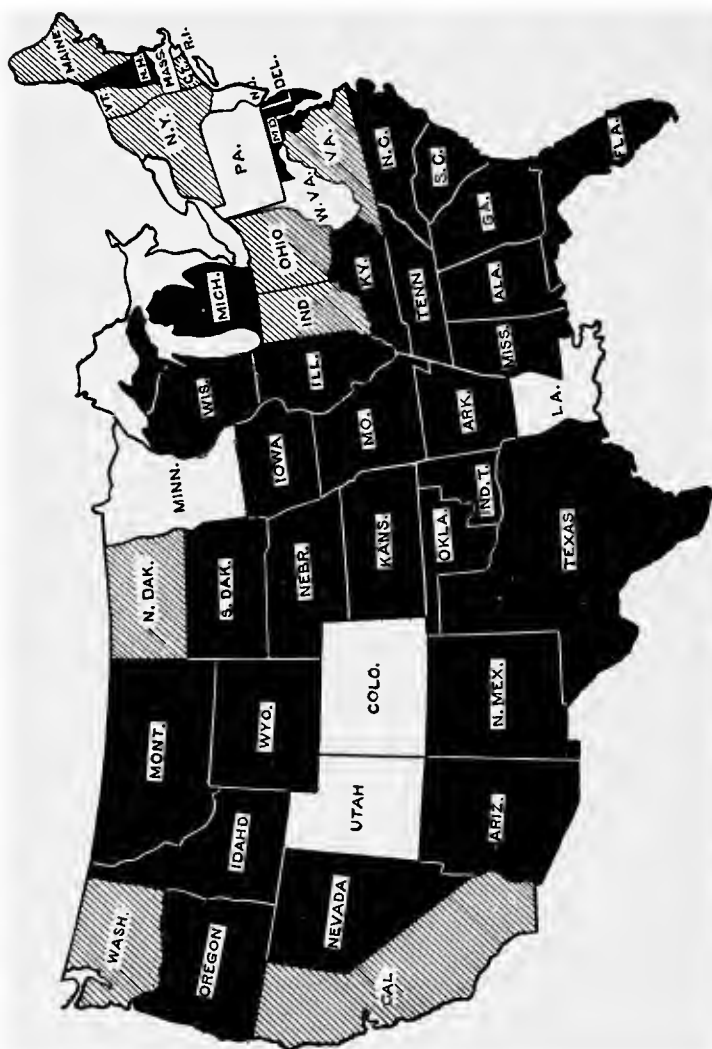 WASH.
OREGON
CAL
NEVADA
IDAHO
MONT.
WYO.
UTAH
COLO.
ARIZ.
N. MEX.
N. DAK.
S. DAK.
NEBR.
KANS.
OKLA.
IND. T.
TEXAS
MINN.
IOWA
MO.
ARK.
LA.
WIS.
ILL.
MICH.
IND
OHIO
KY.
TENN
MISS.
ALA.
GA.
FLA.
S. C.
N. C.
VA.
W. VA.
PA.
MD.
DEL.
N.Y.
VT.
N.H.
MAINE
MASS.
R.I.